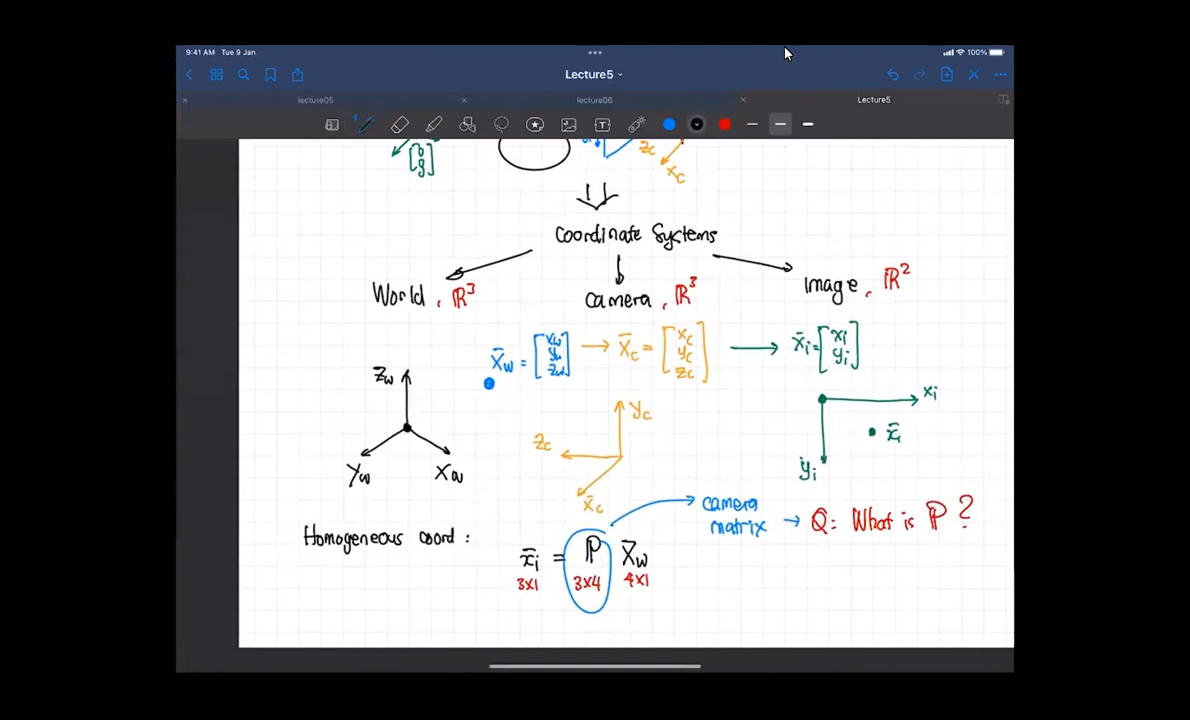 9:41 AM Tue 9 Jan
100%
Lecture5
lecture05
lecture06
Lecture5
Zc
Xc
Coordinate Systems
World, ℝ³
Camera, ℝ³
Image, ℝ²
X̄w = [xw yw zw] → X̄c = [xc yc zc] → x̄i = [xi yi]
Zw
Yw
Xw
yc
zc
x̄c
xi
x̄i
yi
camera matrix → Q: What is ℙ?
Homogeneous coord:
x̄i = ℙ X̄w
3x1 3x4 4x1